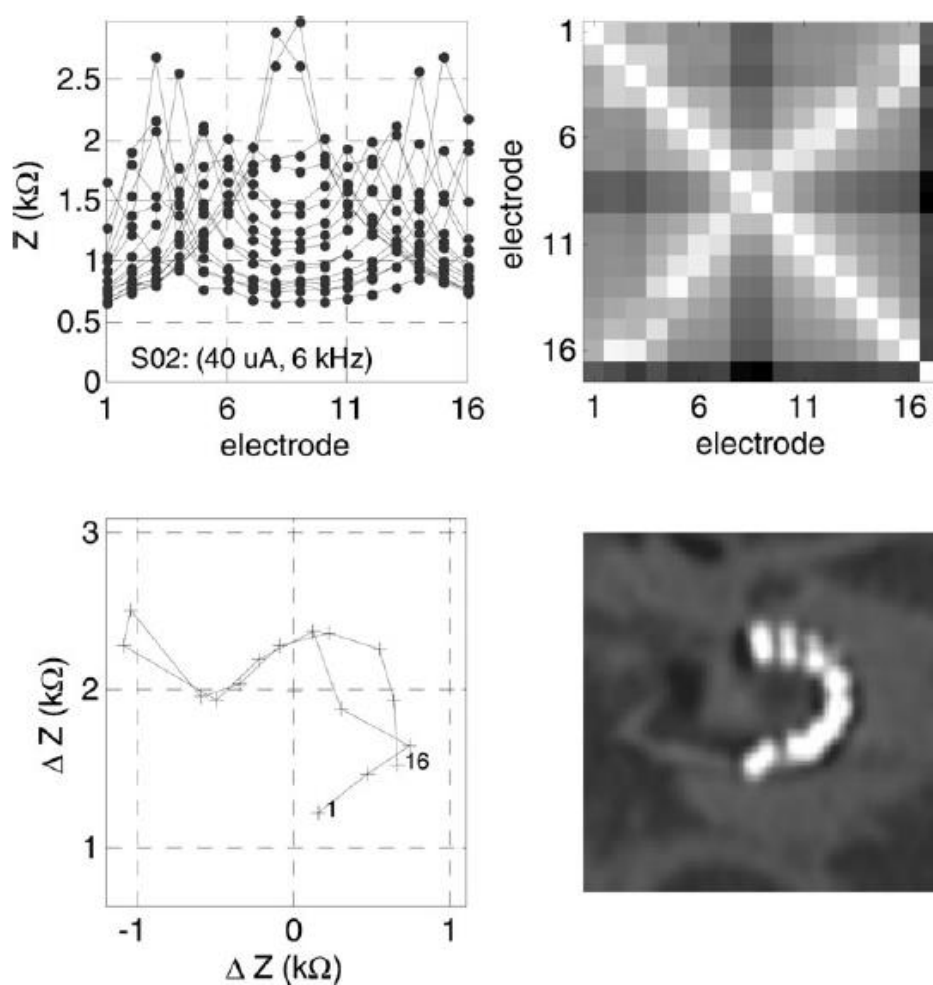 2.5
2
1.5
1
0.5
0
Z (kΩ)
S02: (40 uA, 6 kHz)
1 6 11 16
electrode
1
6
11
16
electrode
1 6 11 16
electrode
3
2
1
Δ Z (kΩ)
16
1
-1 0 1
Δ Z (kΩ)